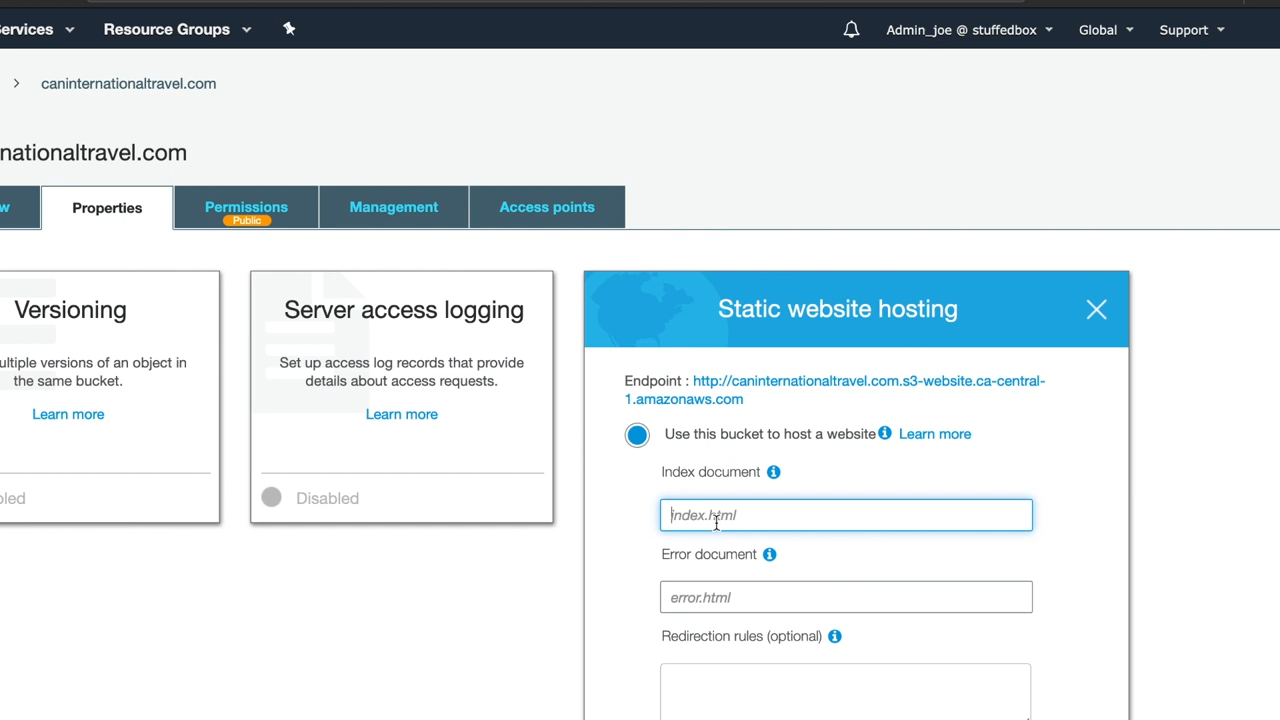 ervices Resource Groups Admin_joe @ stuffedbox Global Support
> caninternationaltravel.com
nationaltravel.com
w Properties Permissions Management Access points
Public
Versioning
ultiple versions of an object in
the same bucket.
Learn more
bled
Server access logging
Set up access log records that provide
details about access requests.
Learn more
Disabled
Static website hosting
Endpoint : http://caninternationaltravel.com.s3-website.ca-central-
1.amazonaws.com
Use this bucket to host a website Learn more
Index document
index.html
Error document
error.html
Redirection rules (optional)